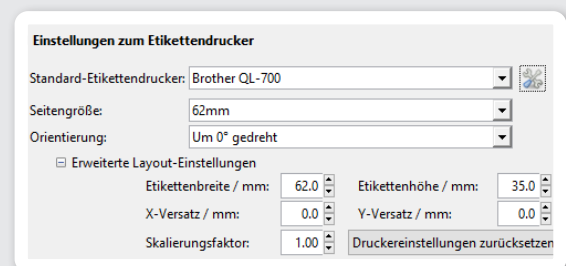 Einstellungen zum Etikettendrucker
Standard-Etikettendrucker: Brother QL-700
Seitengröße: 62mm
Orientierung: Um 0° gedreht
Erweiterte Layout-Einstellungen
Etikettenbreite / mm: 62.0 Etikettenhöhe / mm: 35.0
X-Versatz / mm: 0.0 Y-Versatz / mm: 0.0
Skalierungsfaktor: 1.00 Druckereinstellungen zurücksetzen